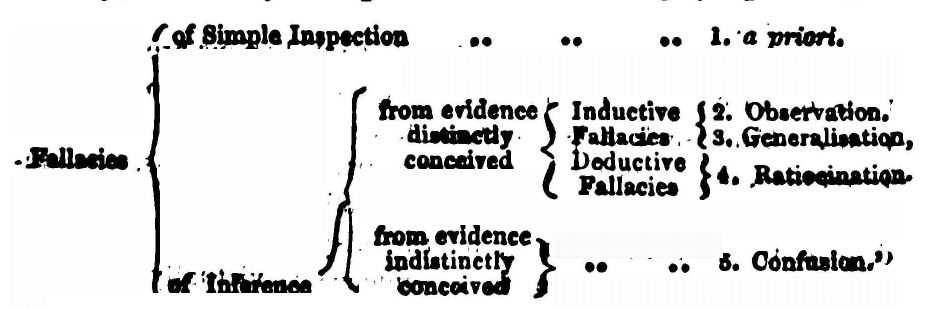 of Simple Inspection .. .. .. 1. a priori.
from evidence Inductive 2. Observation.
distinctly Fallacies 3. Generalisation,
Fallacies conceived Deductive 4. Ratiocination.
Fallacies
from evidence
indistinctly .. .. 5. Confusion."
of Inference conceived